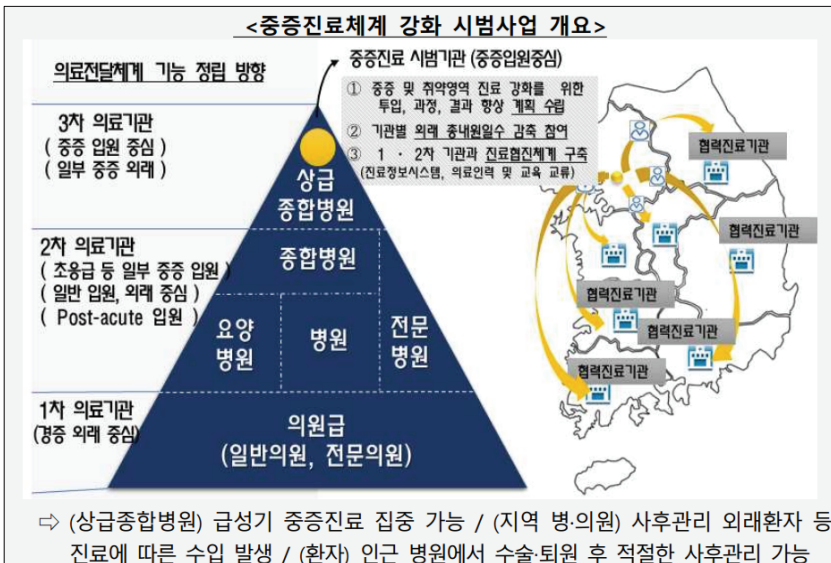 <중증진료체계 강화 시범사업 개요>
의료전달체계 기능 정립 방향
중증진료 시범기관 (중증입원중심)
① 중증 및 취약영역 진료 강화를 위한
투입, 과정, 결과 향상 계획 수립
② 기관별 외래 총내원일수 감축 참여
③ 1 · 2차 기관과 진료협진체계 구축
(진료정보시스템, 의료인력 및 교육 교류)
3차 의료기관
( 중증 입원 중심 )
( 일부 중증 외래 )
상급
종합병원
2차 의료기관
( 초응급 등 일부 중증 입원 )
( 일반 입원, 외래 중심 )
( Post-acute 입원 )
종합병원
요양
병원
병원
전문
병원
1차 의료기관
(경증 외래 중심)
의원급
(일반의원, 전문의원)
협력진료기관
협력진료기관
협력진료기관
협력진료기관
협력진료기관
⇨ (상급종합병원) 급성기 중증진료 집중 가능 / (지역 병·의원) 사후관리 외래환자 등
진료에 따른 수입 발생 / (환자) 인근 병원에서 수술·퇴원 후 적절한 사후관리 가능